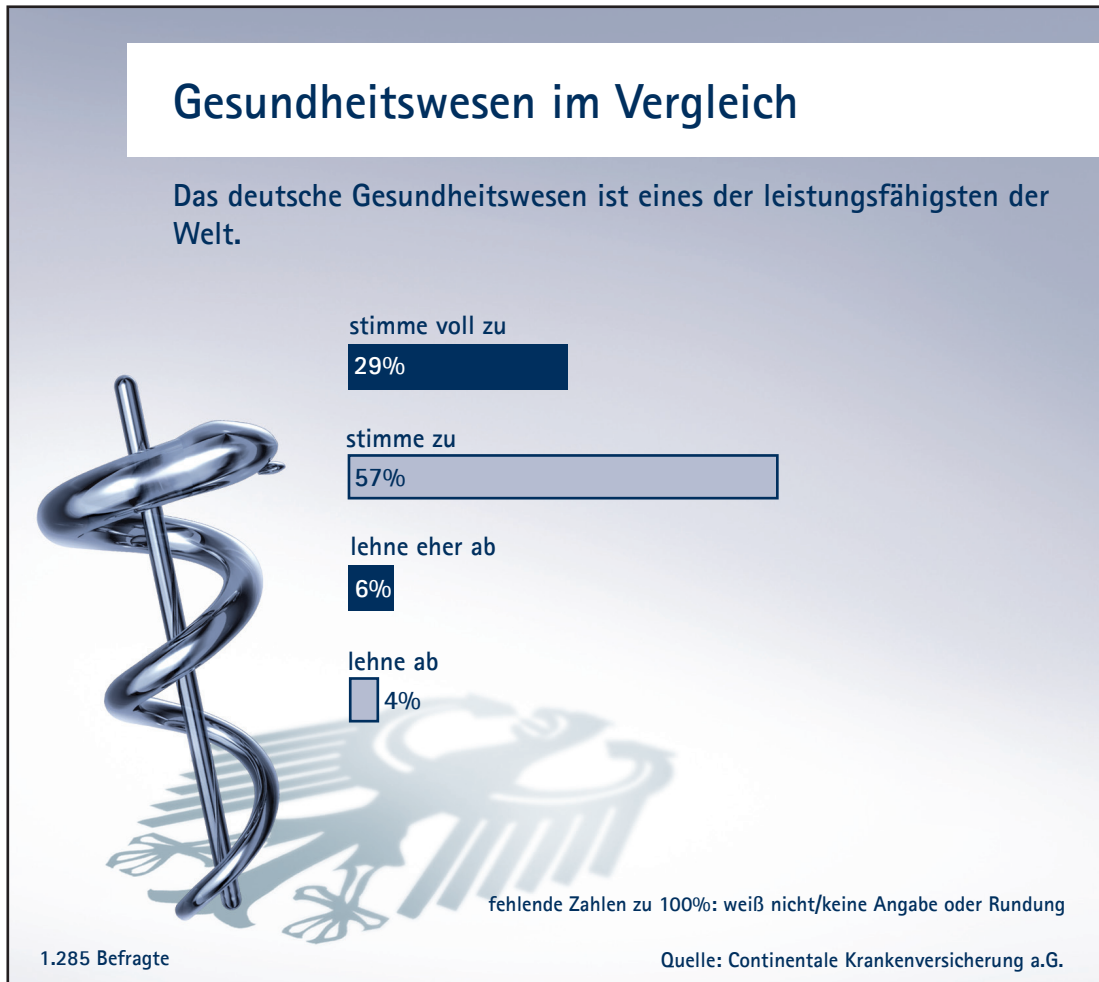 Gesundheitswesen im Vergleich
Das deutsche Gesundheitswesen ist eines der leistungsfähigsten der
Welt.
stimme voll zu
29%
stimme zu
57%
lehne eher ab
6%
lehne ab
4%
fehlende Zahlen zu 100%: weiß nicht/keine Angabe oder Rundung
1.285 Befragte
Quelle: Continentale Krankenversicherung a.G.